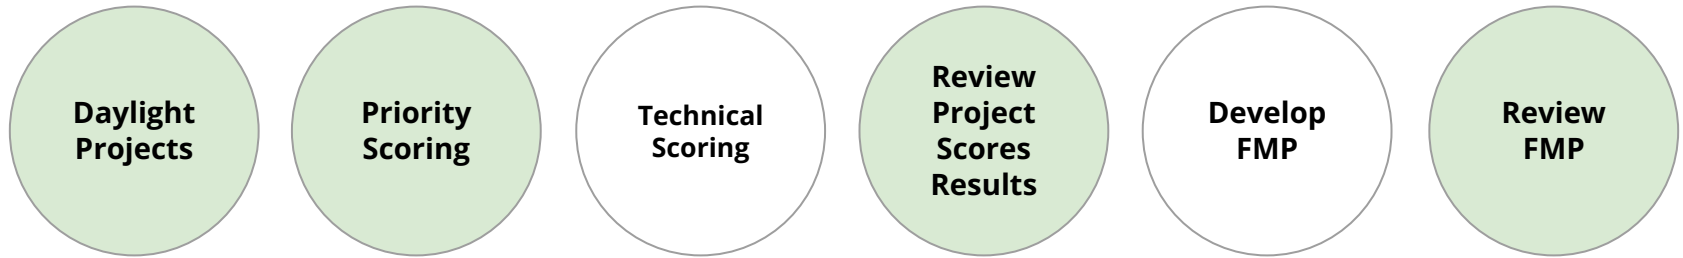 Daylight
Projects
Priority
Scoring
Technical
Scoring
Review
Project
Scores
Results
Develop
FMP
Review
FMP